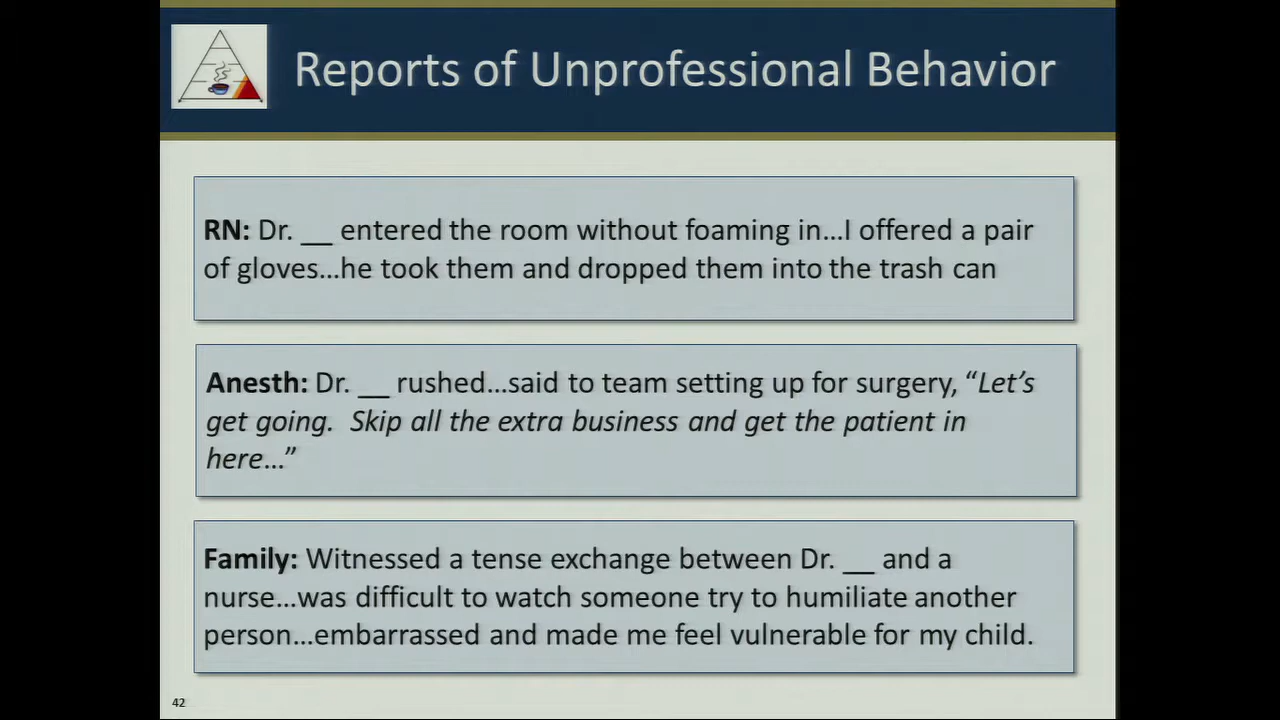 Reports of Unprofessional Behavior
RN: Dr. __ entered the room without foaming in…I offered a pair
of gloves…he took them and dropped them into the trash can
Anesth: Dr. __ rushed…said to team setting up for surgery, “Let’s
get going.  Skip all the extra business and get the patient in
here…”
Family: Witnessed a tense exchange between Dr. __ and a
nurse…was difficult to watch someone try to humiliate another
person…embarrassed and made me feel vulnerable for my child.
42